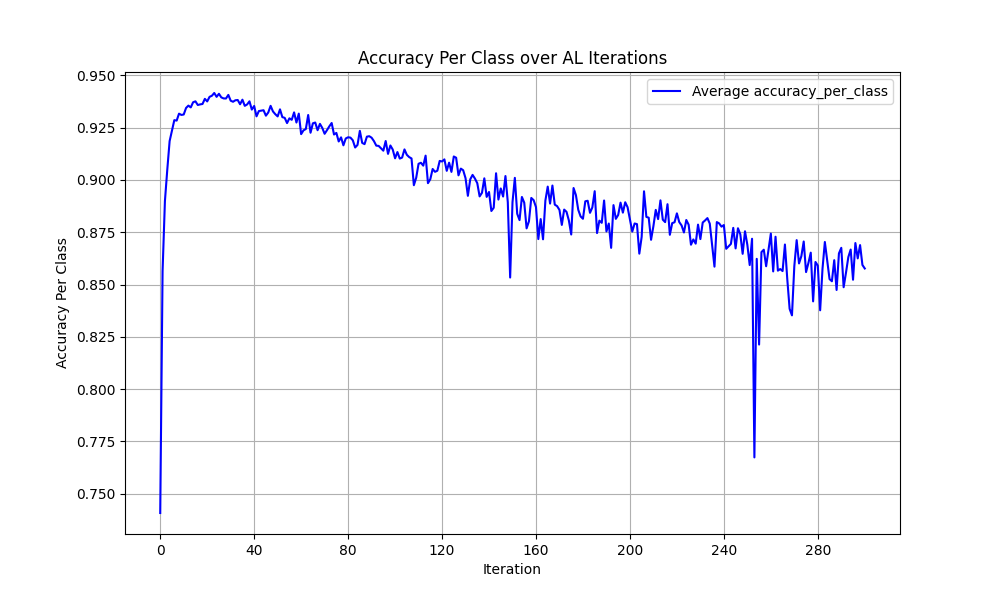 Accuracy Per Class over AL Iterations
Average accuracy_per_class
Accuracy Per Class
0.950
0.925
0.900
0.875
0.850
0.825
0.800
0.775
0.750
0 40 80 120 160 200 240 280
Iteration